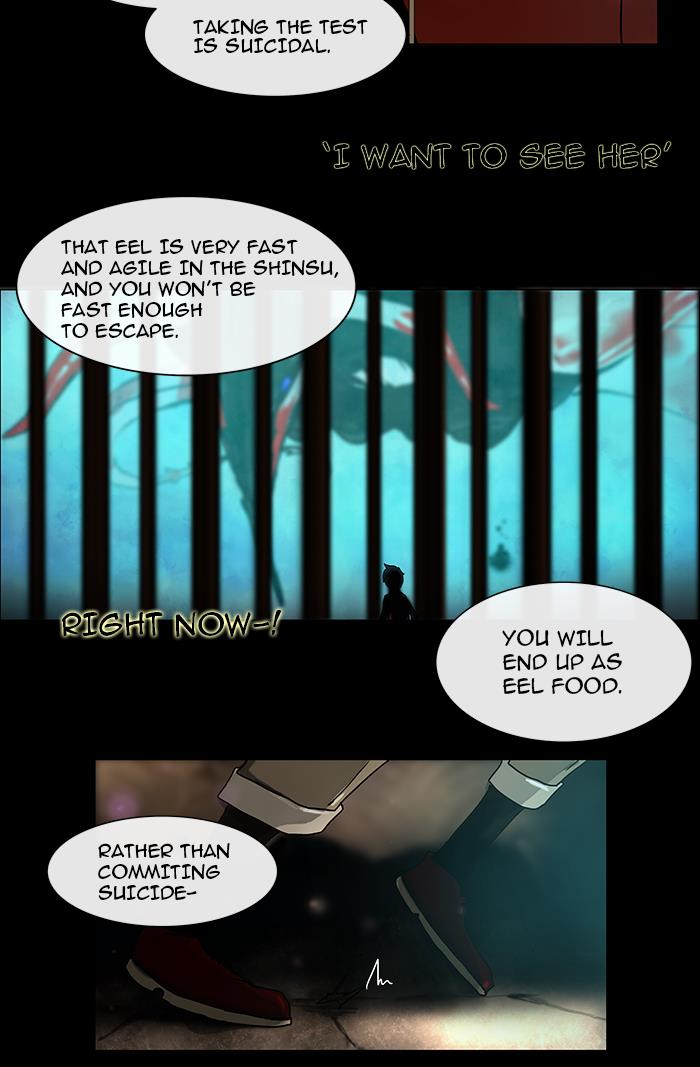 TAKING THE TEST
IS SUICIDAL.
'I WANT TO SEE HER'
THAT EEL IS VERY FAST
AND AGILE IN THE SHINSU,
AND YOU WON'T BE
FAST ENOUGH
TO ESCAPE.
RIGHT NOW-!
YOU WILL
END UP AS
EEL FOOD.
RATHER THAN
COMMITING
SUICIDE-